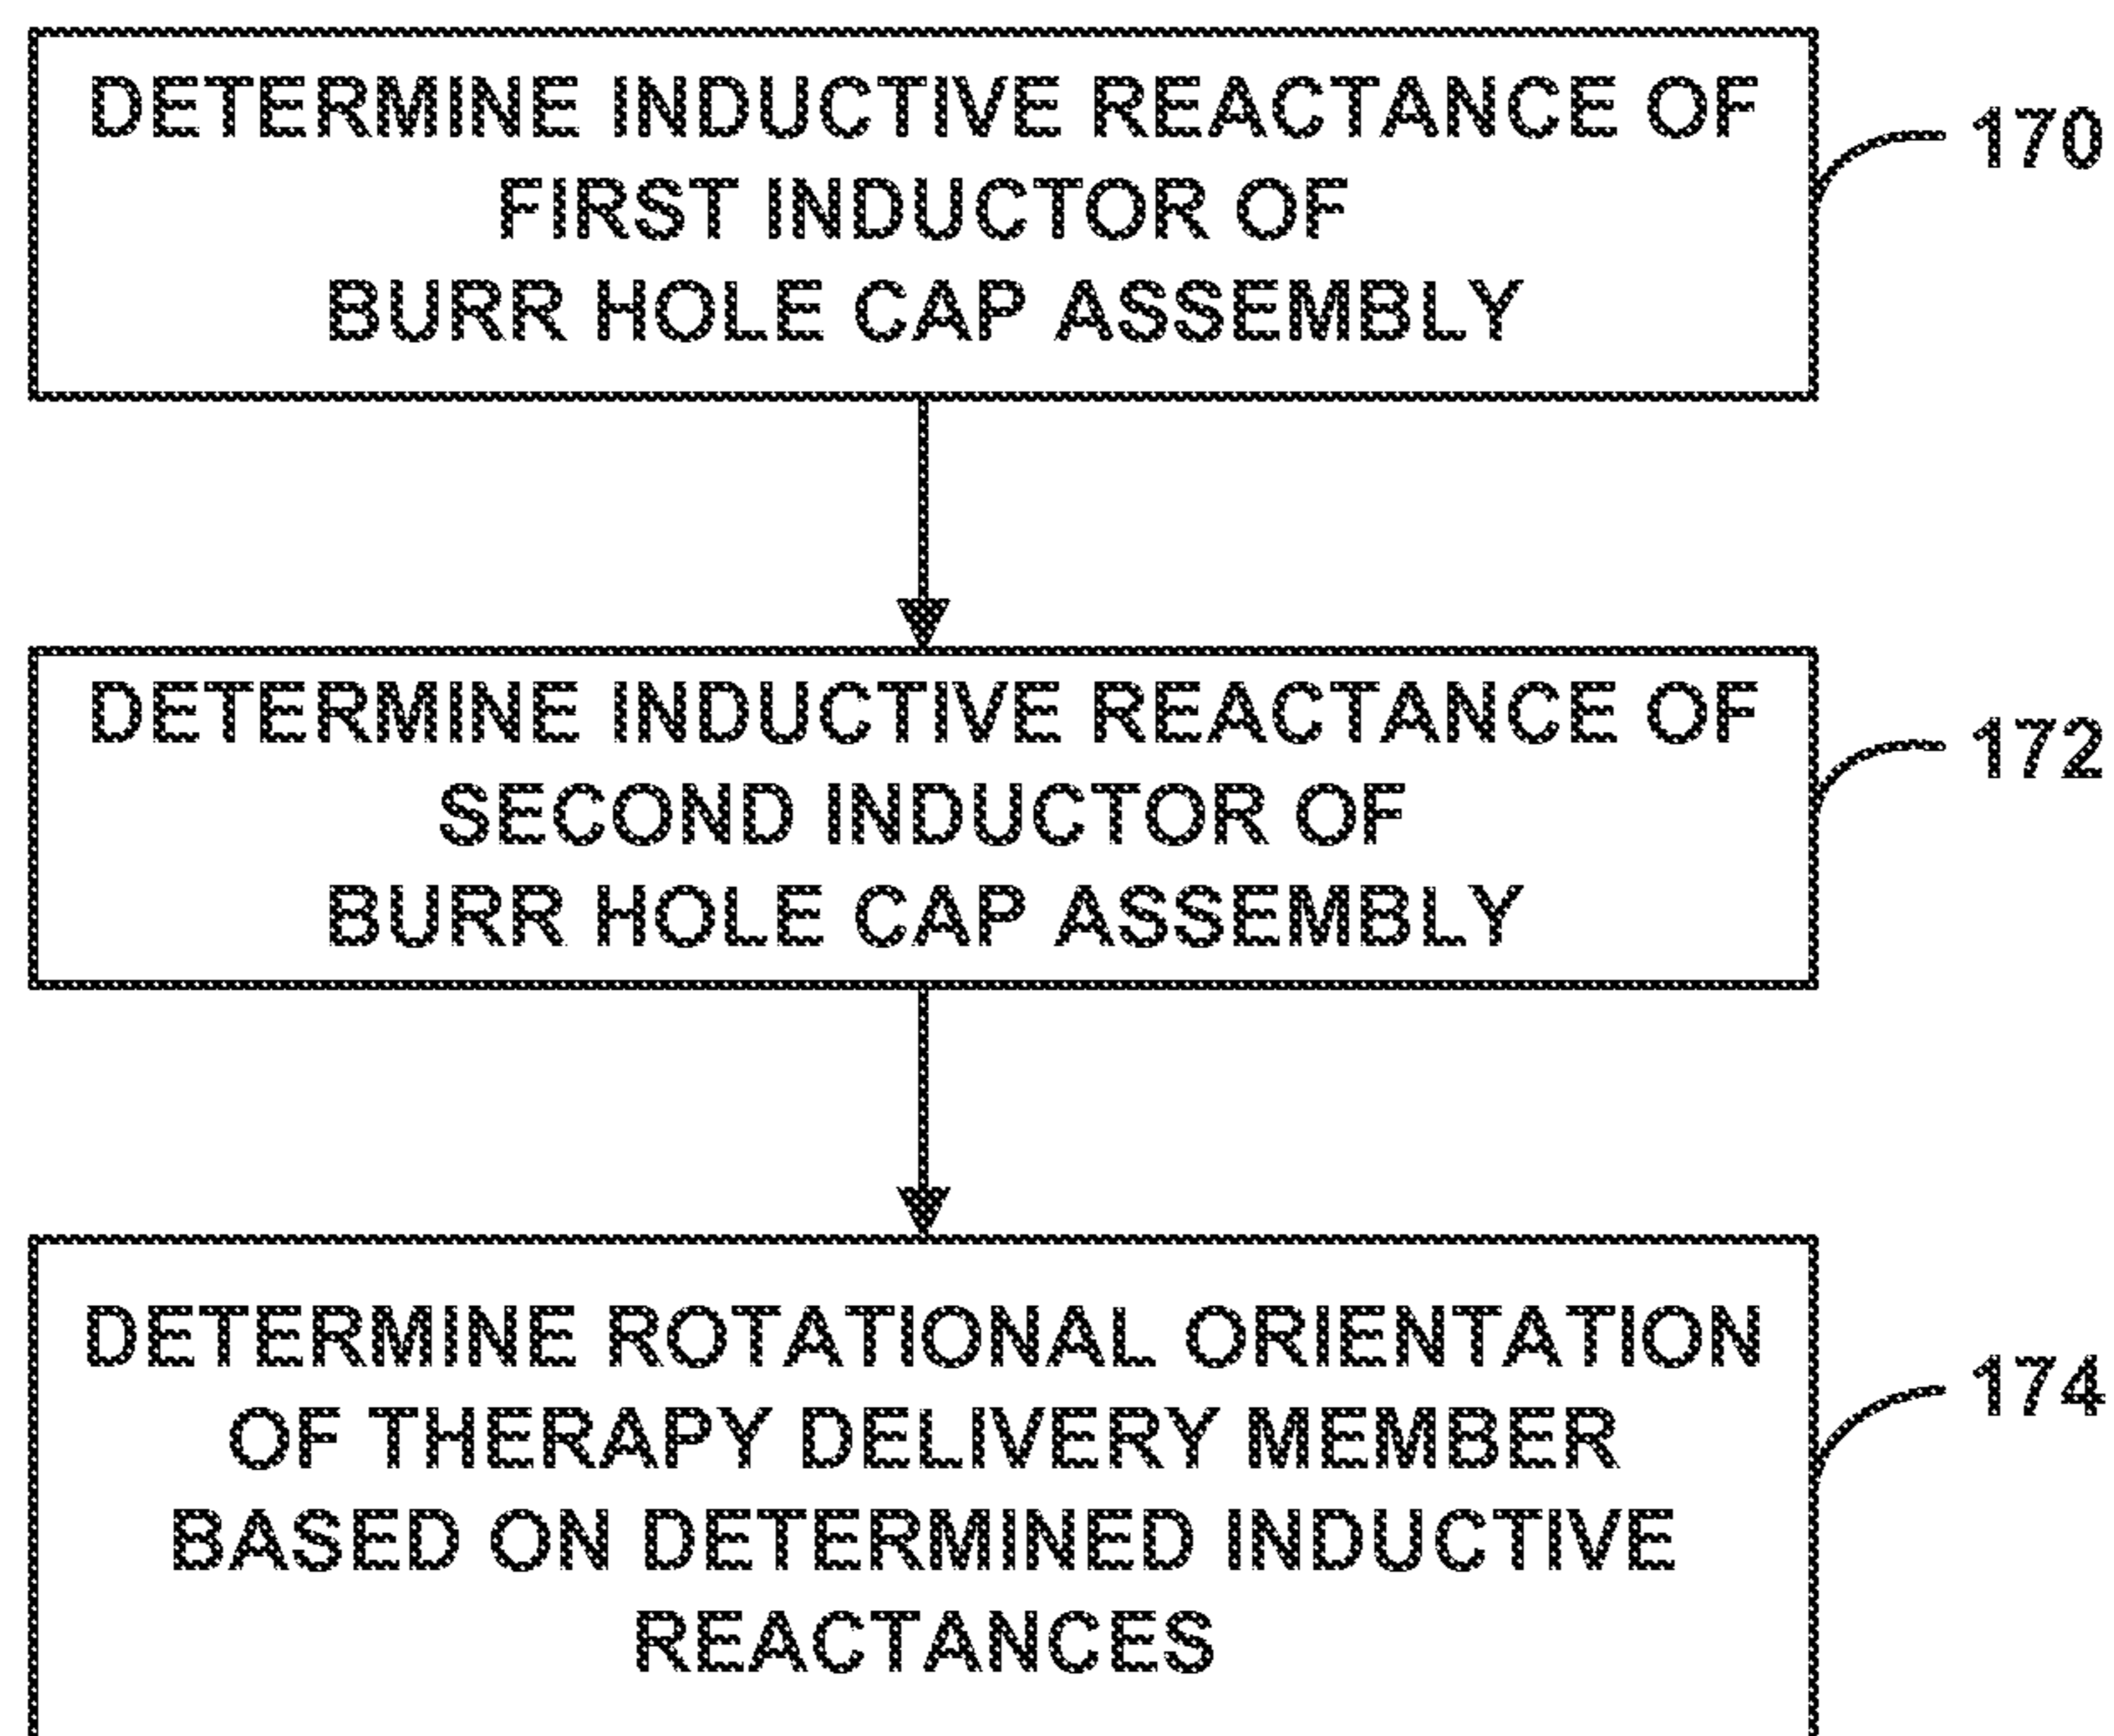 DETERMINE INDUCTIVE REACTANCE OF
FIRST INDUCTOR OF
BURR HOLE CAP ASSEMBLY
170
DETERMINE INDUCTIVE REACTANCE OF
SECOND INDUCTOR OF
BURR HOLE CAP ASSEMBLY
172
DETERMINE ROTATIONAL ORIENTATION
OF THERAPY DELIVERY MEMBER
BASED ON DETERMINED INDUCTIVE
REACTANCES
174